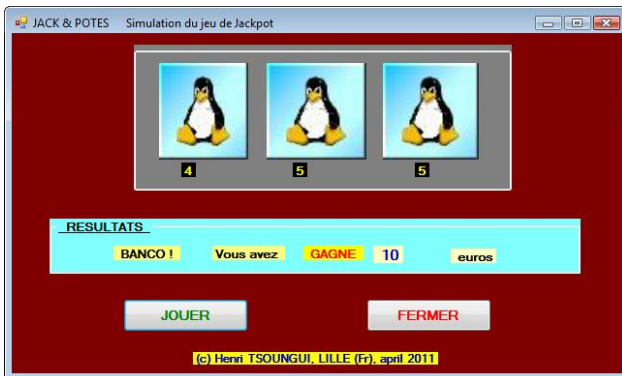 JACK & POTES Simulation du jeu de Jackpot
4 5 5
RESULTATS
BANCO ! Vous avez GAGNE 10 euros
JOUER FERMER
(c) Henri TSOUNGUI, LILLE (Fr), april 2011